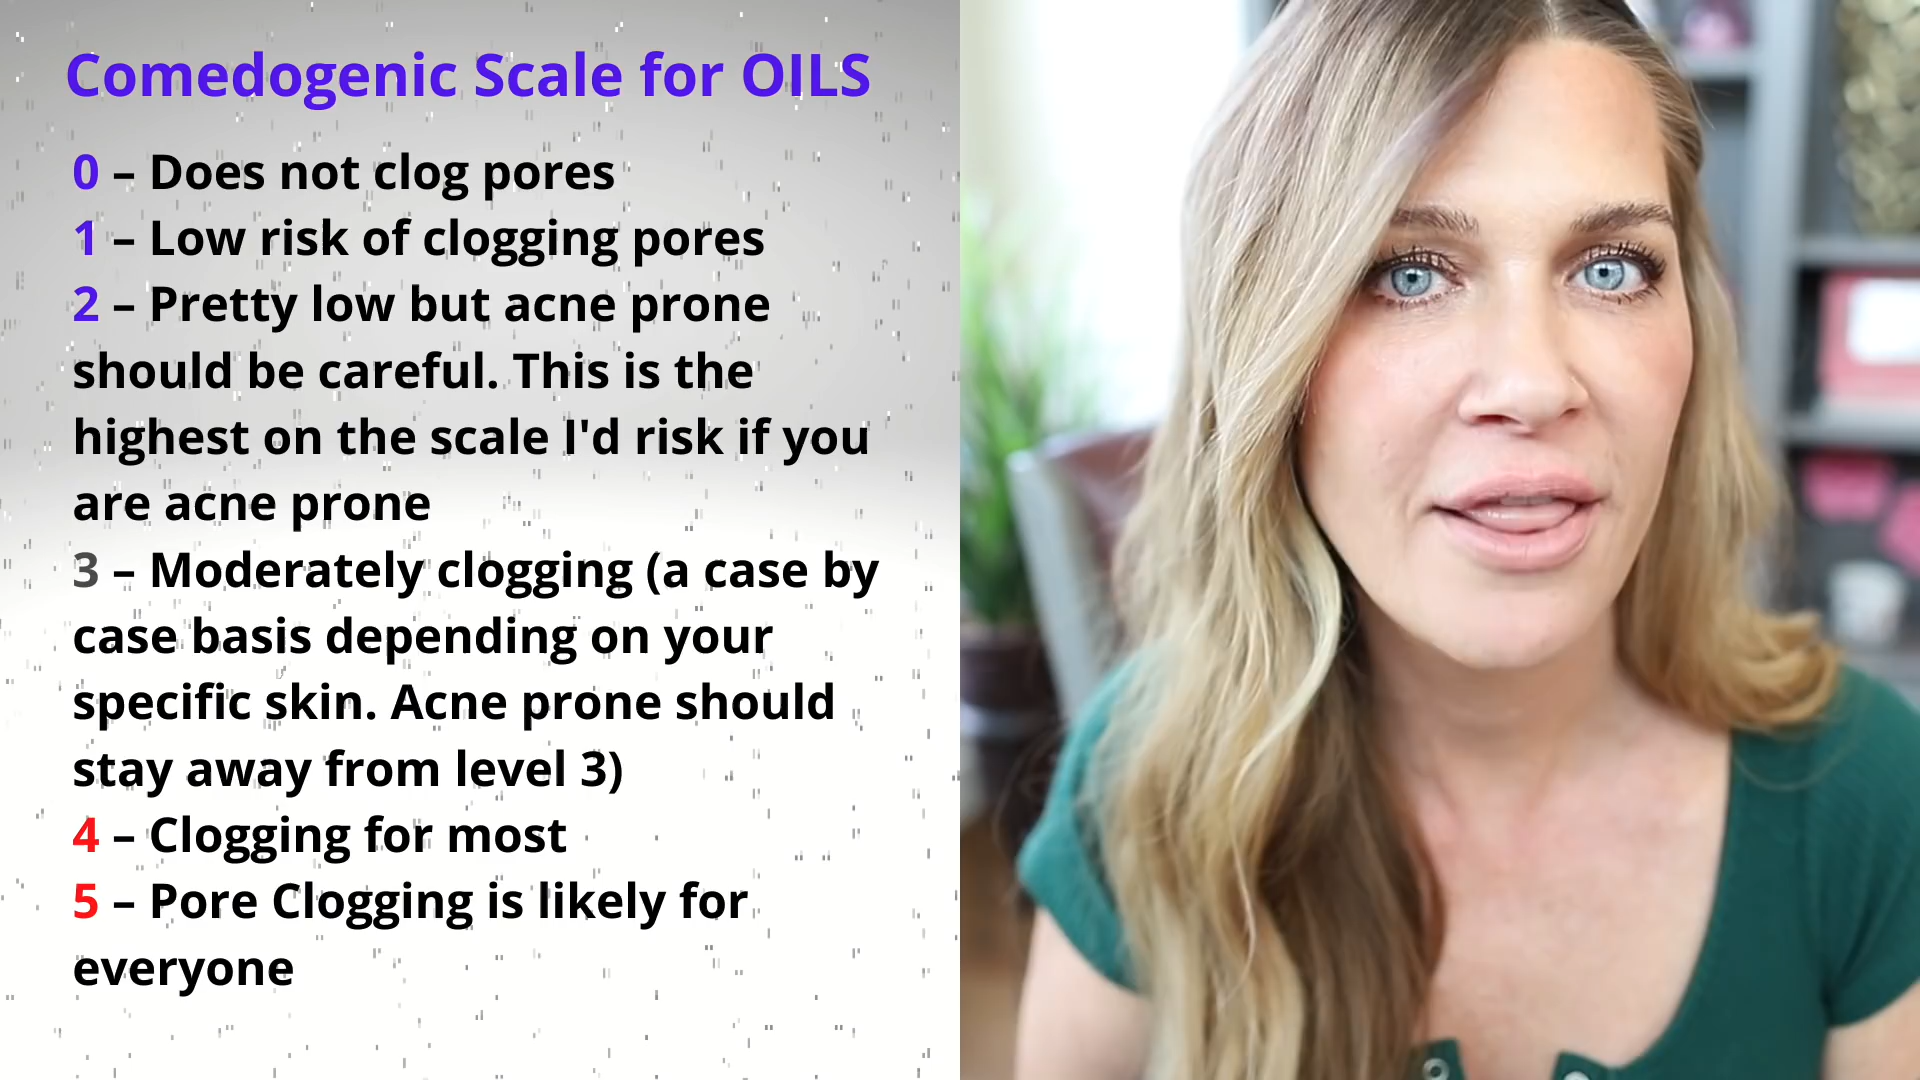 Comedogenic Scale for OILS
0 – Does not clog pores
1 – Low risk of clogging pores
2 – Pretty low but acne prone
should be careful. This is the
highest on the scale I'd risk if you
are acne prone
3 – Moderately clogging (a case by
case basis depending on your
specific skin. Acne prone should
stay away from level 3)
4 – Clogging for most
5 – Pore Clogging is likely for
everyone